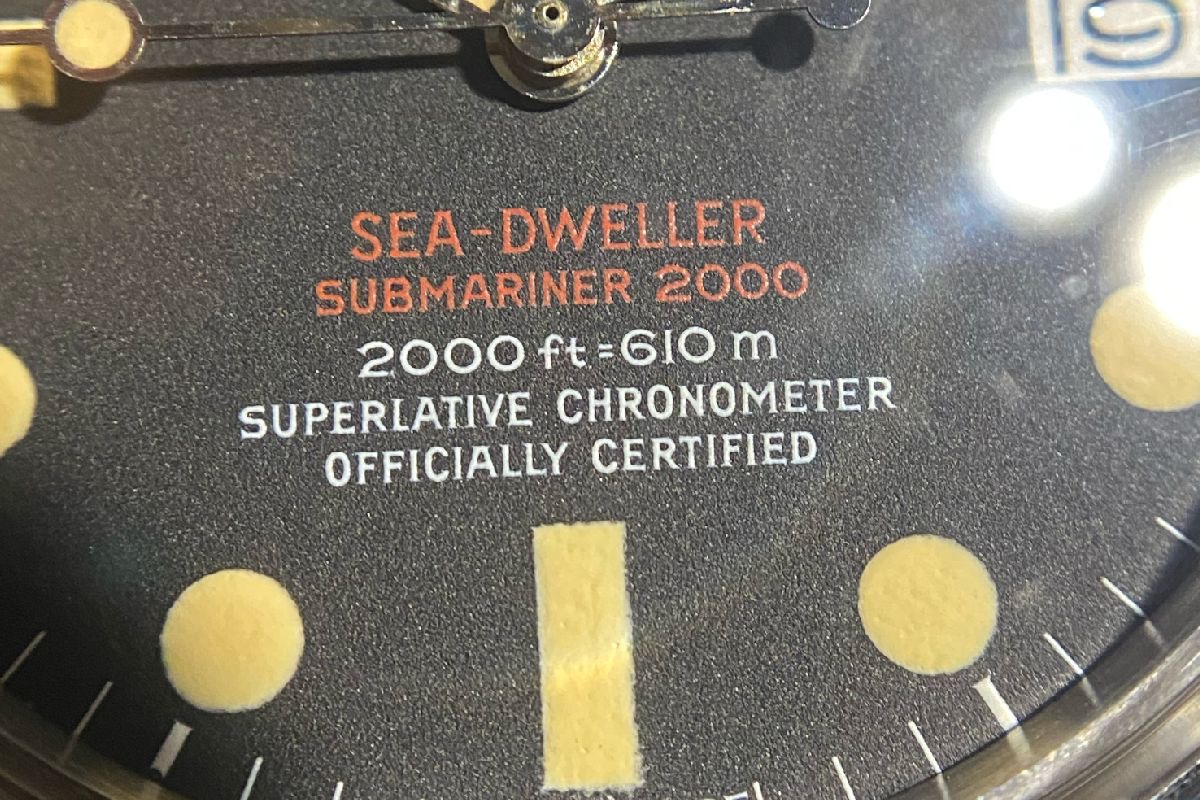 SEA-DWELLER
SUBMARINER 2000
2000 ft = 610 m
SUPERLATIVE CHRONOMETER
OFFICIALLY CERTIFIED